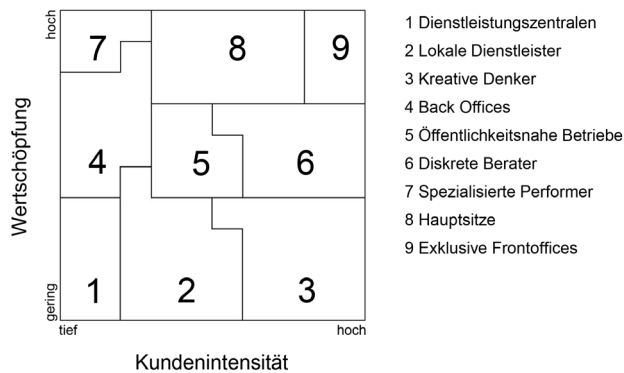 hoch
7
8
9
4
5
6
1
2
3
Wertschöpfung
gering
tief
hoch
Kundenintensität
1 Dienstleistungszentralen
2 Lokale Dienstleister
3 Kreative Denker
4 Back Offices
5 Öffentlichkeitsnahe Betriebe
6 Diskrete Berater
7 Spezialisierte Performer
8 Hauptsitze
9 Exklusive Frontoffices